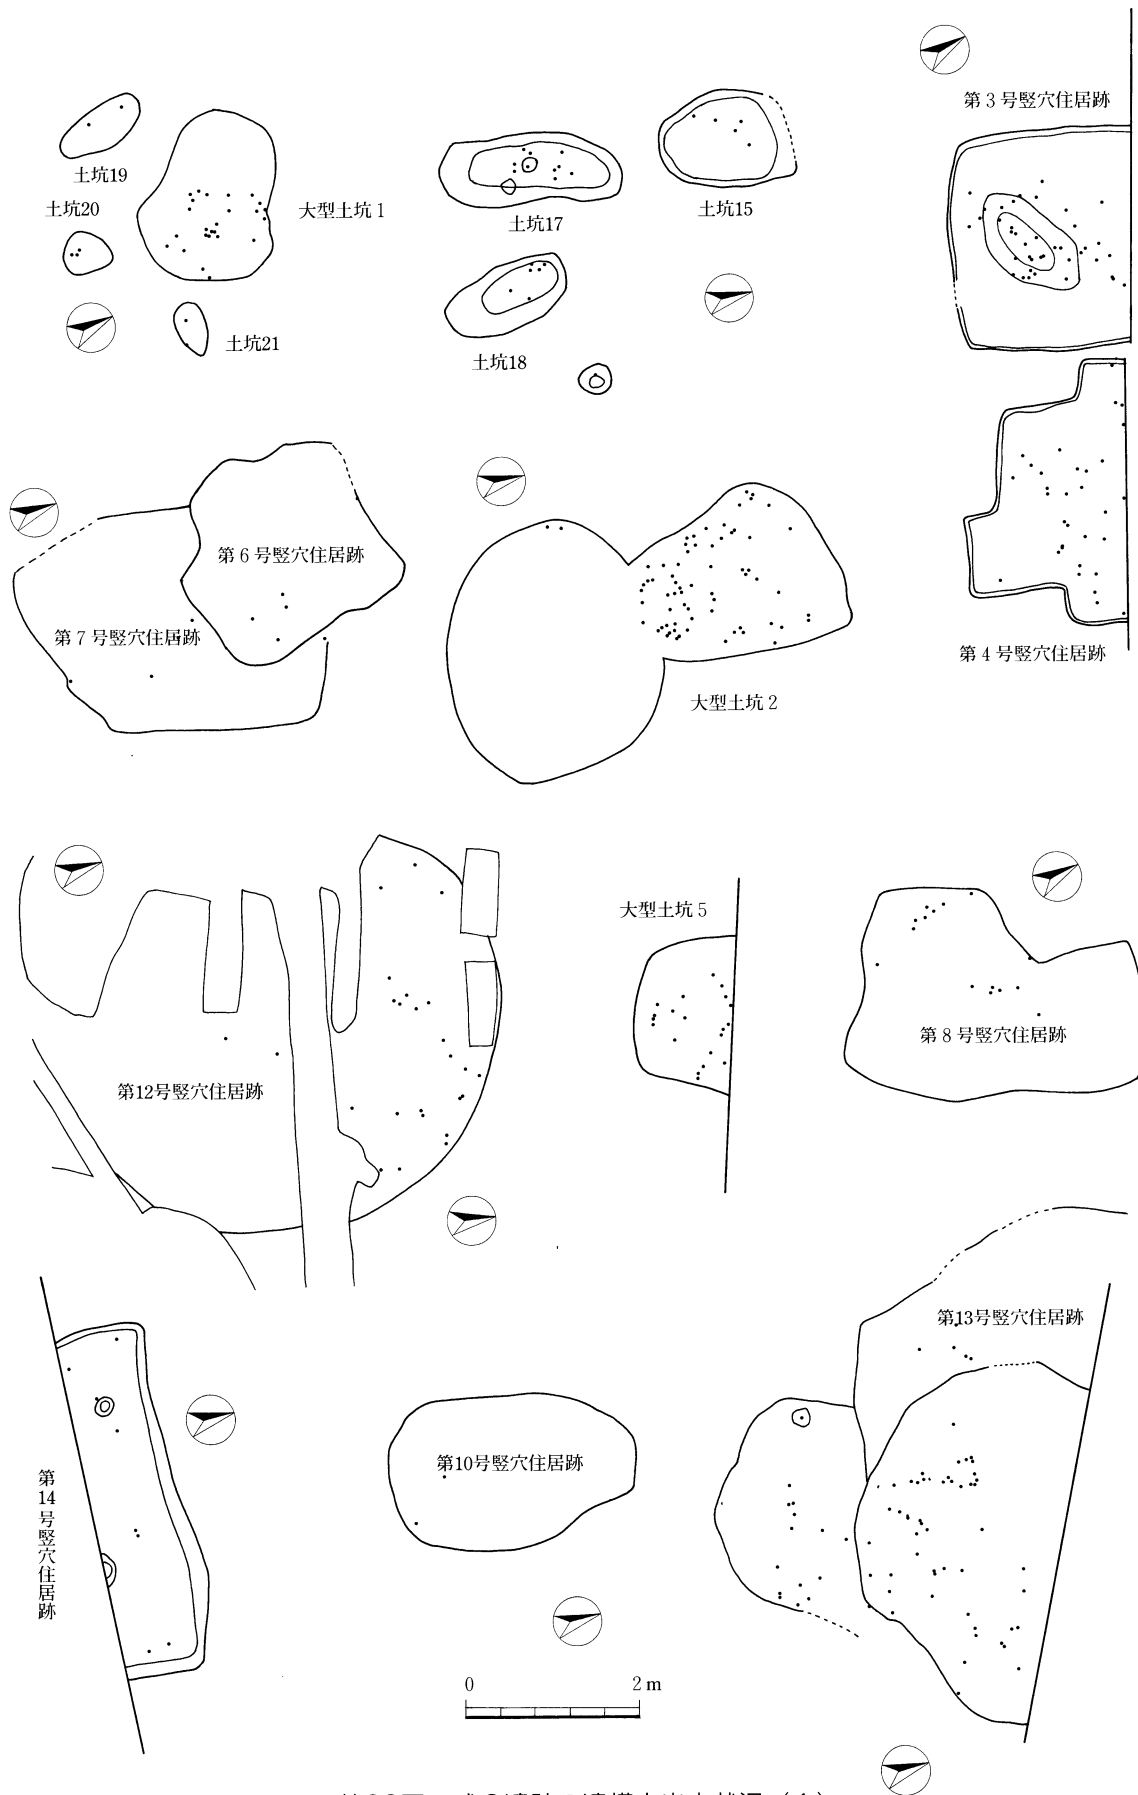 第3号竪穴住居跡
土坑19
土坑20
大型土坑1
土坑21
土坑17
土坑15
土坑18
第4号竪穴住居跡
第6号竪穴住居跡
第7号竪穴住居跡
大型土坑2
大型土坑5
第8号竪穴住居跡
第12号竪穴住居跡
第13号竪穴住居跡
第14号竪穴住居跡
第10号竪穴住居跡
0 2m